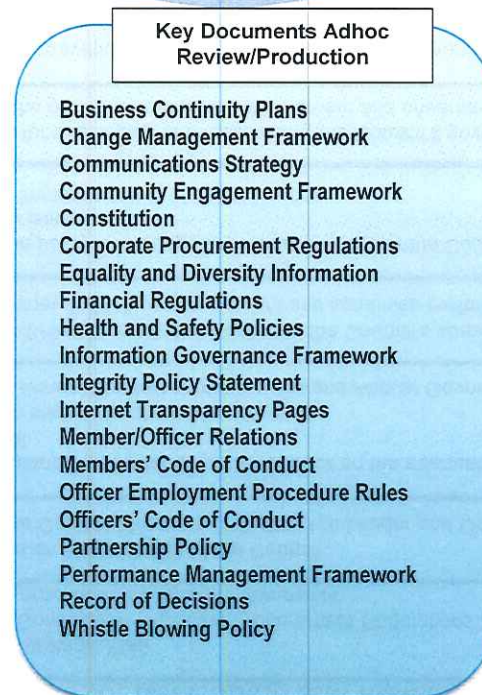 Key Documents Adhoc
Review/Production
Business Continuity Plans
Change Management Framework
Communications Strategy
Community Engagement Framework
Constitution
Corporate Procurement Regulations
Equality and Diversity Information
Financial Regulations
Health and Safety Policies
Information Governance Framework
Integrity Policy Statement
Internet Transparency Pages
Member/Officer Relations
Members’ Code of Conduct
Officer Employment Procedure Rules
Officers’ Code of Conduct
Partnership Policy
Performance Management Framework
Record of Decisions
Whistle Blowing Policy